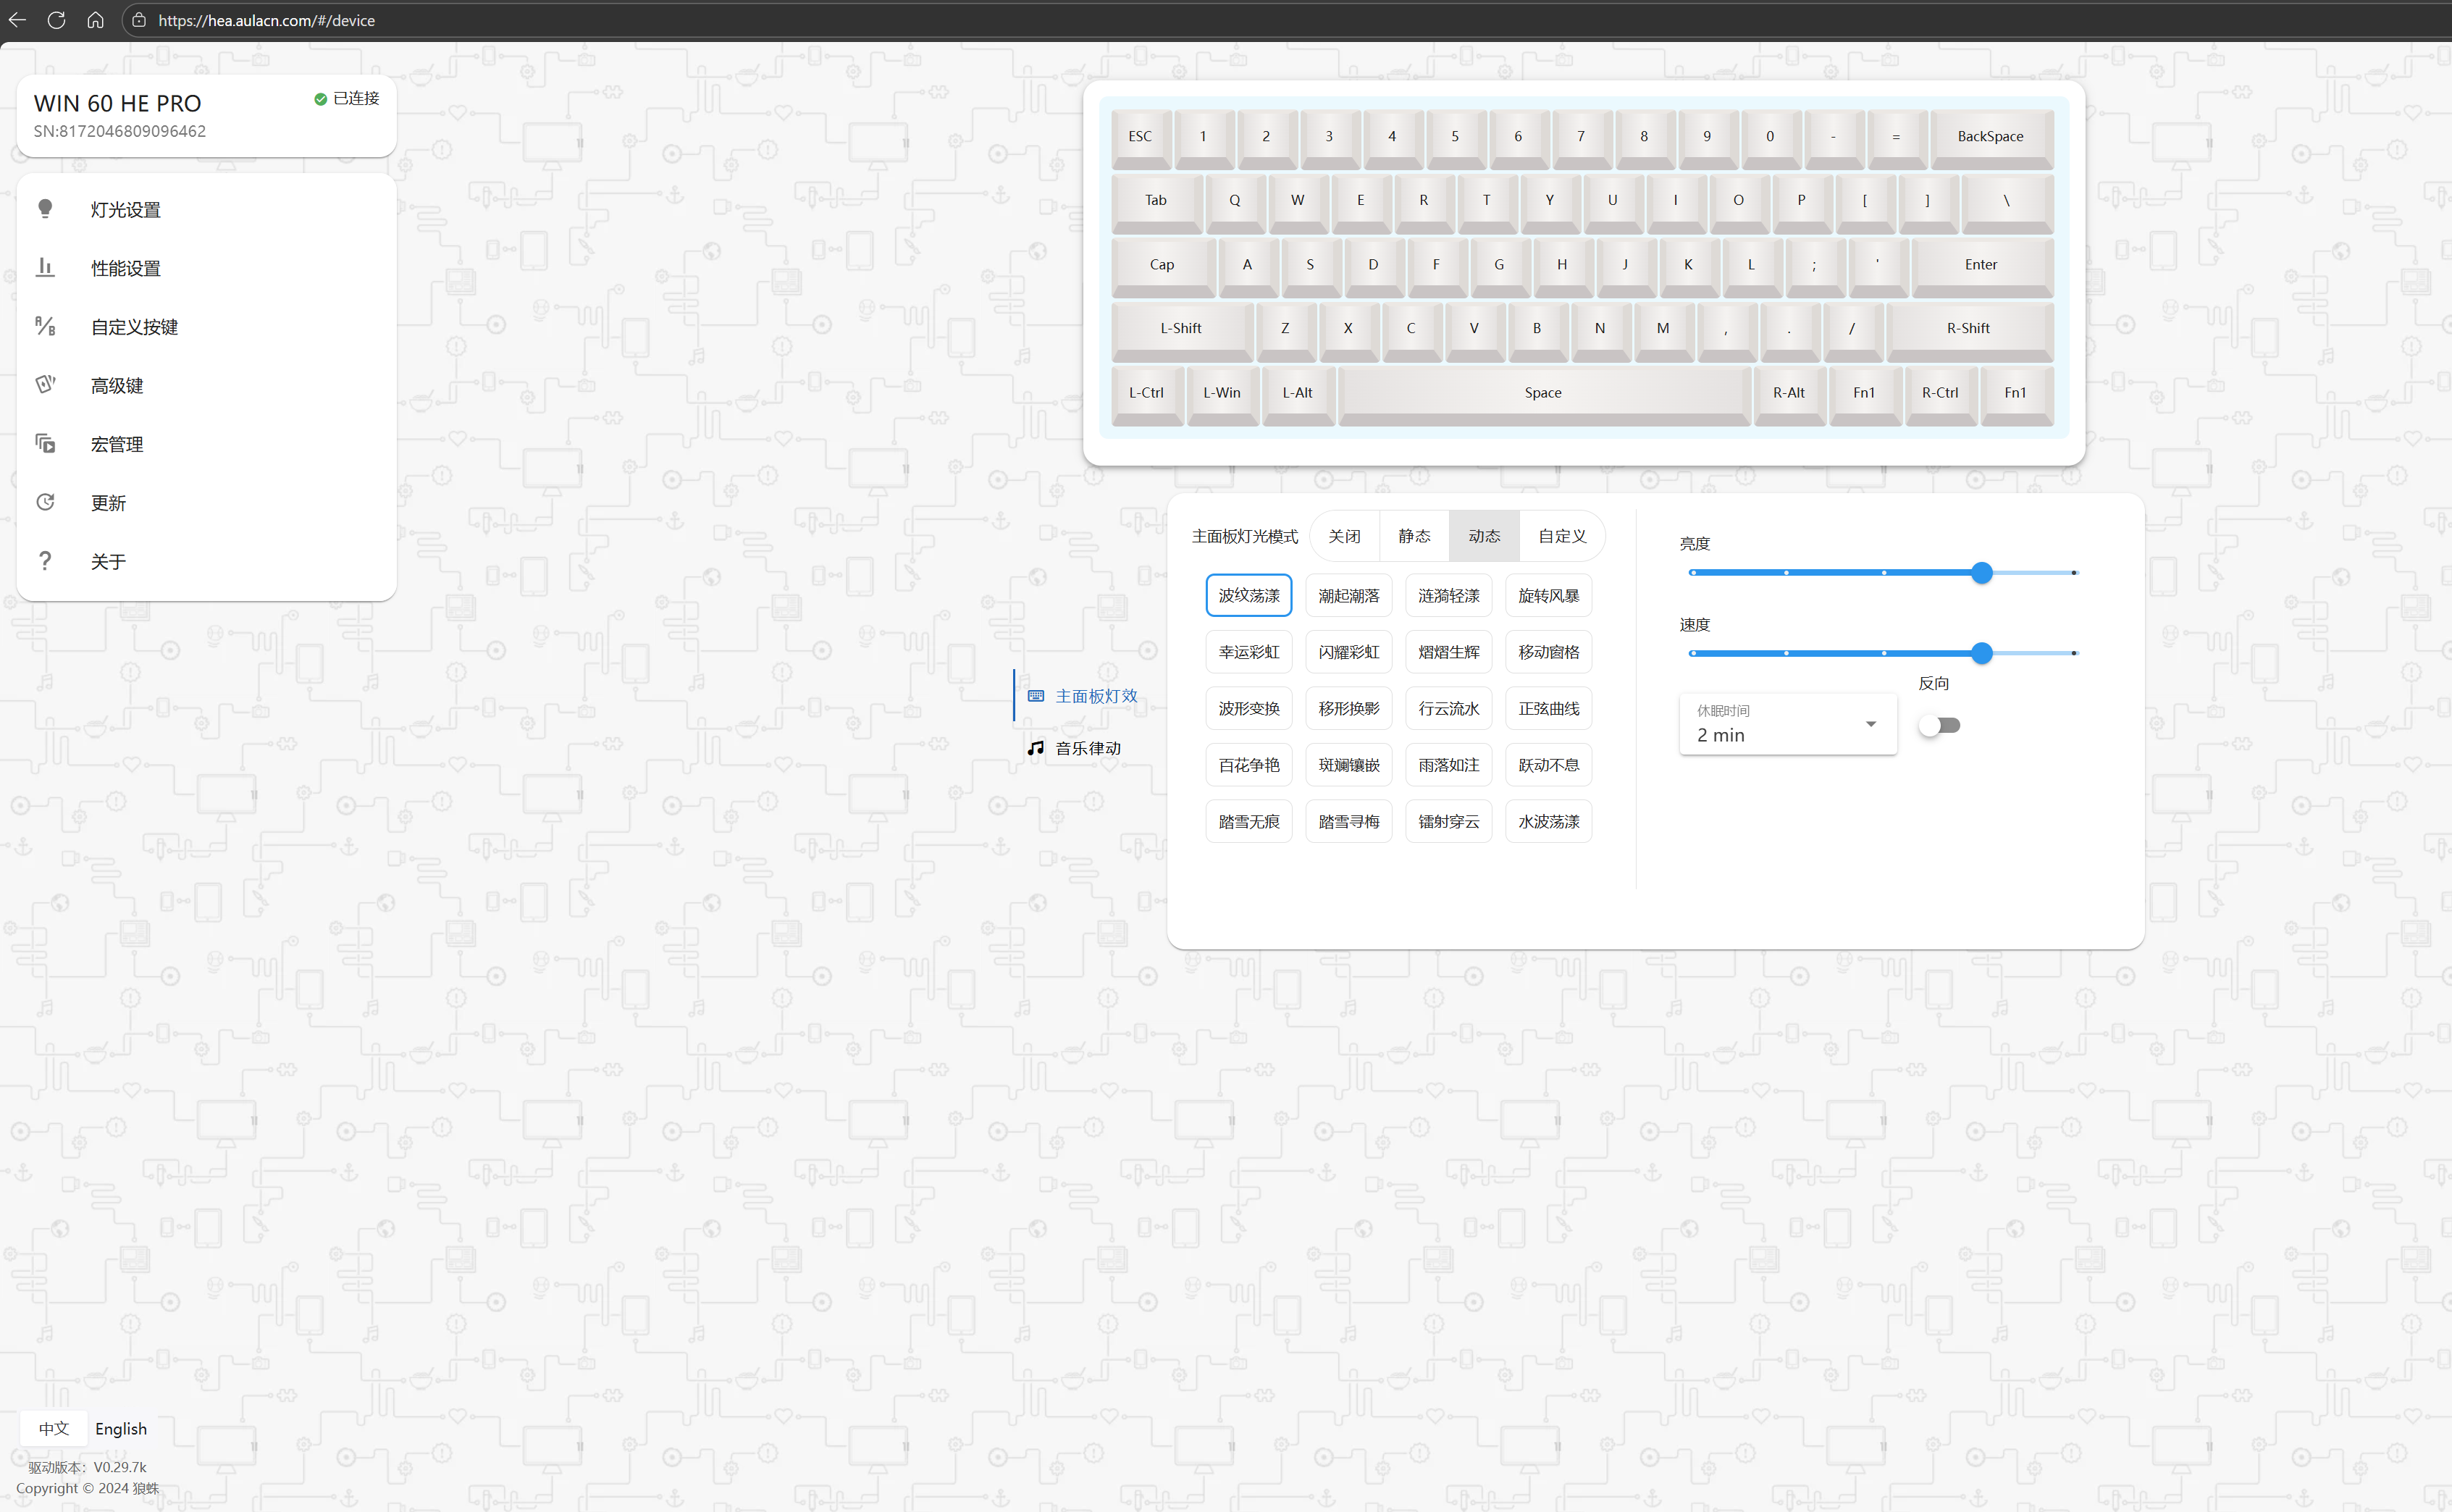 https://hea.aulacn.com/#/device
WIN 60 HE PRO
已连接
SN:8172046809096462
灯光设置
性能设置
自定义按键
高级键
宏管理
更新
关于
ESC 1 2 3 4 5 6 7 8 9 0 - = BackSpace
Tab Q W E R T Y U I O P [ ] \
Cap A S D F G H J K L ; ' Enter
L-Shift Z X C V B N M , . / R-Shift
L-Ctrl L-Win L-Alt Space R-Alt Fn1 R-Ctrl Fn1
主面板灯效
音乐律动
主面板灯光模式 关闭 静态 动态 自定义
波纹荡漾 潮起潮落 涟漪轻漾 旋转风暴
幸运彩虹 闪耀彩虹 熠熠生辉 移动窗格
波形变换 移形换影 行云流水 正弦曲线
百花争艳 斑斓镶嵌 雨落如注 跃动不息
踏雪无痕 踏雪寻梅 镭射穿云 水波荡漾
亮度
速度
休眠时间
2 min
反向
中文 English
驱动版本：V0.29.7k
Copyright © 2024 狼蛛